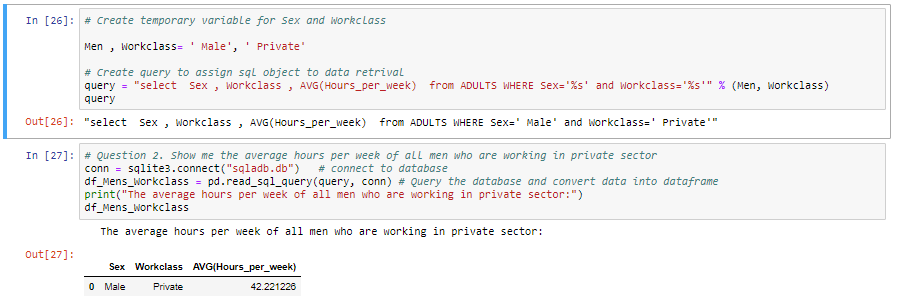 In [26]: # Create temporary variable for Sex and Workclass
Men , Workclass= ' Male', ' Private'
# Create query to assign sql object to data retrival
query = "select  Sex , Workclass , AVG(Hours_per_week)  from ADULTS WHERE Sex='%s' and Workclass='%s'" % (Men, Workclass)
query
Out[26]: "select  Sex , Workclass , AVG(Hours_per_week)  from ADULTS WHERE Sex=' Male' and Workclass=' Private'"
In [27]: # Question 2. Show me the average hours per week of all men who are working in private sector
conn = sqlite3.connect("sqladb.db")   # connect to database
df_Mens_Workclass = pd.read_sql_query(query, conn) # Query the database and convert data into dataframe
print("The average hours per week of all men who are working in private sector:")
df_Mens_Workclass
The average hours per week of all men who are working in private sector:
Out[27]:
Sex Workclass AVG(Hours_per_week)
0 Male Private 42.221226